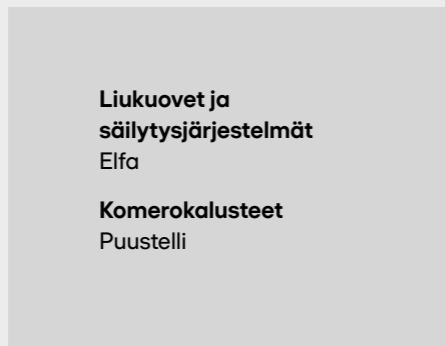 Liukuovet ja
säilytysjärjestelmät
Elfa
Komerokalusteet
Puustelli